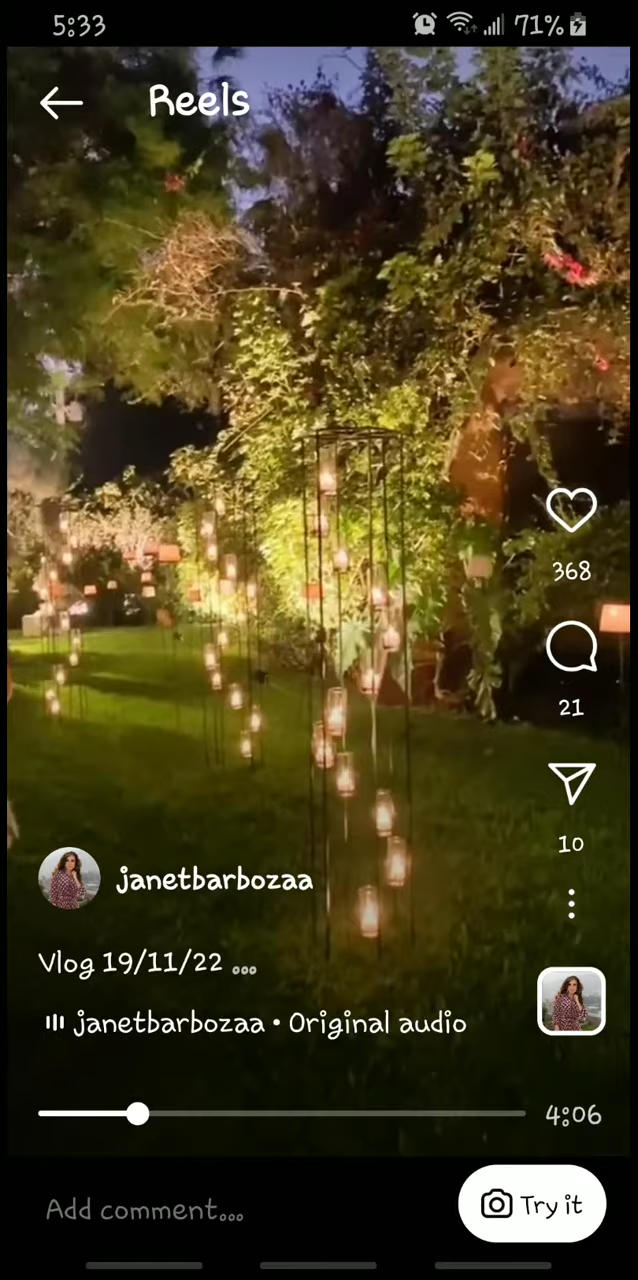 5:33 71%
Reels
368
21
10
janetbarbozaa
Vlog 19/11/22 ...
janetbarbozaa • Original audio
4:06
Add comment...
Try it